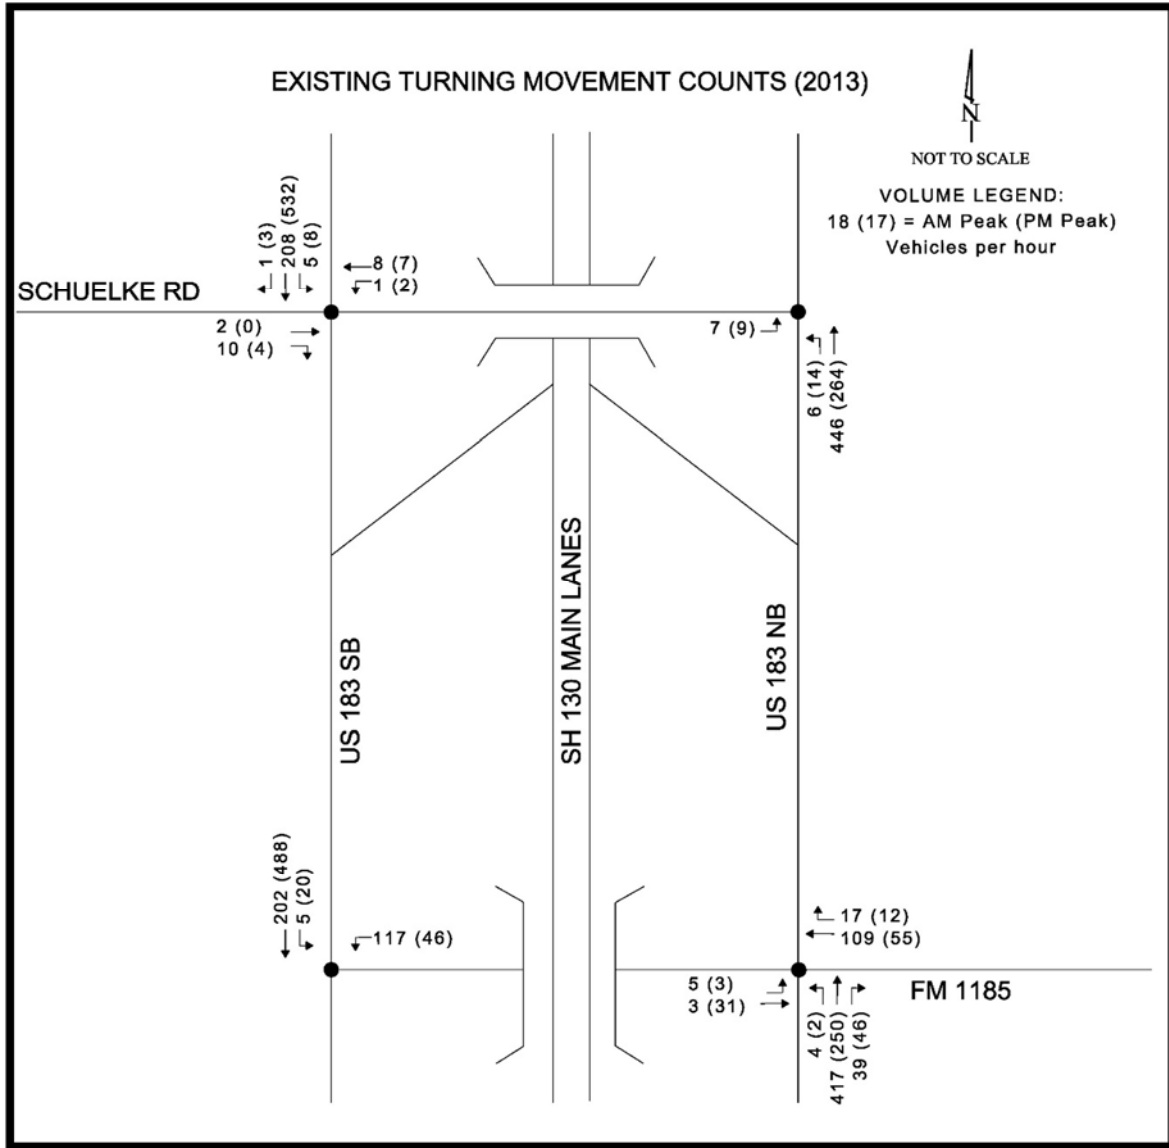 EXISTING TURNING MOVEMENT COUNTS (2013)
N
NOT TO SCALE
VOLUME LEGEND:
18 (17) = AM Peak (PM Peak)
Vehicles per hour
1 (3)
208 (532)
5 (8)
8 (7)
1 (2)
SCHUELKE RD
2 (0)
10 (4)
7 (9)
6 (14)
446 (264)
US 183 SB
SH 130 MAIN LANES
US 183 NB
202 (488)
5 (20)
117 (46)
17 (12)
109 (55)
5 (3)
3 (31)
4 (2)
417 (250)
39 (46)
FM 1185